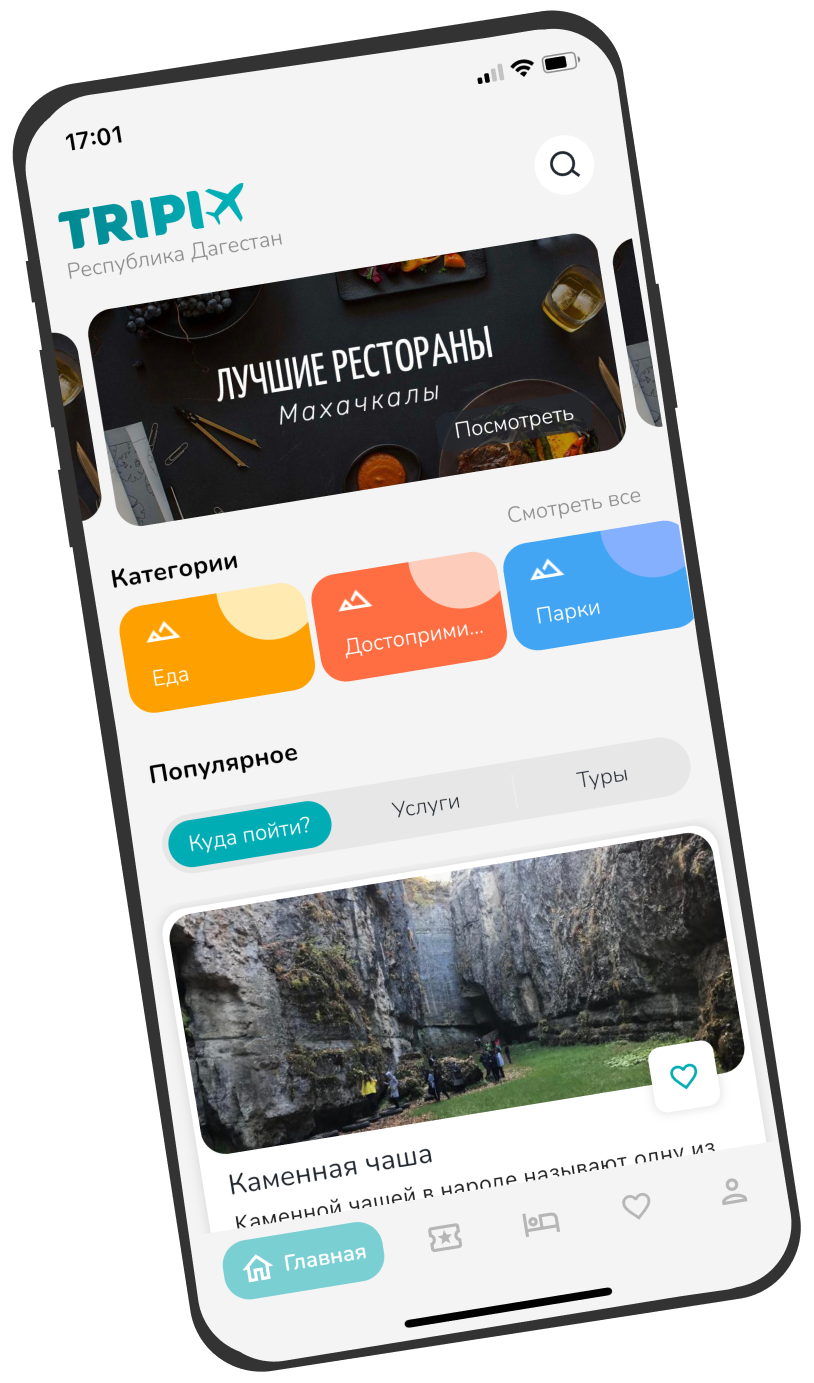 17:01
TRIPIX
Республика Дагестан
ЛУЧШИЕ РЕСТОРАНЫ
Махачкалы
Посмотреть
Категории
Смотреть все
Еда
Достоприми...
Парки
Популярное
Куда пойти?
Услуги
Туры
Каменная чаша
Каменной чашей в народе называют одну из
Главная